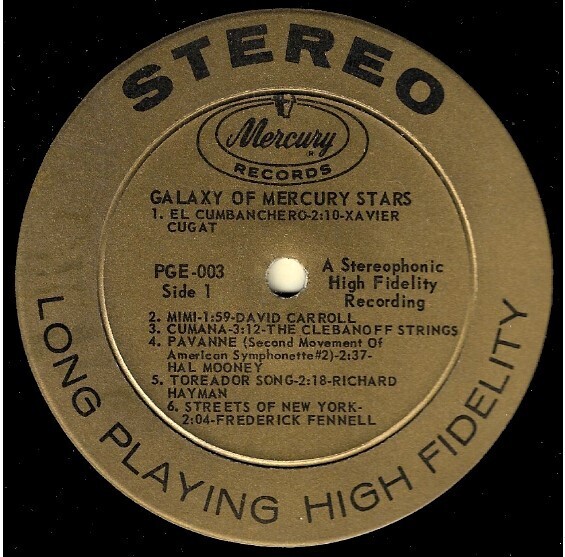 STEREO
Mercury
RECORDS
GALAXY OF MERCURY STARS
1. EL CUMBANCHERO-2:10-XAVIER
CUGAT
PGE-003
Side 1
A Stereophonic
High Fidelity
Recording
2. MIMI-1:59-DAVID CARROLL
3. CUMANA-3:12-THE CLEBANOFF STRINGS
4. PAVANNE (Second Movement Of
American Symphonette#2)-2:37-
HAL MOONEY
5. TOREADOR SONG-2:18-RICHARD
HAYMAN
6. STREETS OF NEW YORK-
2:04-FREDERICK FENNELL
LONG PLAYING HIGH FIDELITY